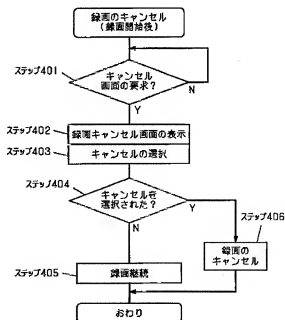 録画のキャンセル
(録画開始後)
ステップ401
キャンセル
画面の要求?
N
Y
ステップ402
録画キャンセル画面の表示
ステップ403
キャンセルの選択
ステップ404
キャンセルを
選択された?
Y
N
ステップ406
録画の
キャンセル
ステップ405
録画継続
おわり